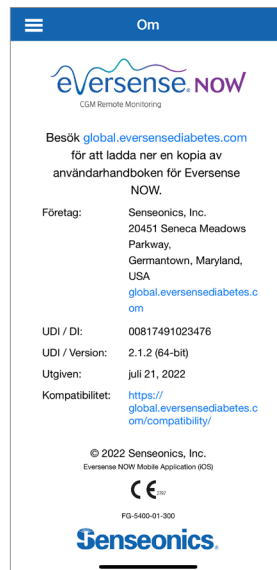 Om
eversense. NOW
CGM Remote Monitoring
Besök global.eversensediabetes.com
för att ladda ner en kopia av
användarhandboken för Eversense
NOW.
Företag: Senseonics, Inc.
20451 Seneca Meadows
Parkway,
Germantown, Maryland,
USA
global.eversensediabetes.c
om
UDI / DI: 00817491023476
UDI / Version: 2.1.2 (64-bit)
Utgiven: juli 21, 2022
Kompatibilitet: https://
global.eversensediabetes.c
om/compatibility/
© 2022 Senseonics, Inc.
Eversense NOW Mobile Application (iOS)
CE 2797
FG-5400-01-300
Senseonics.